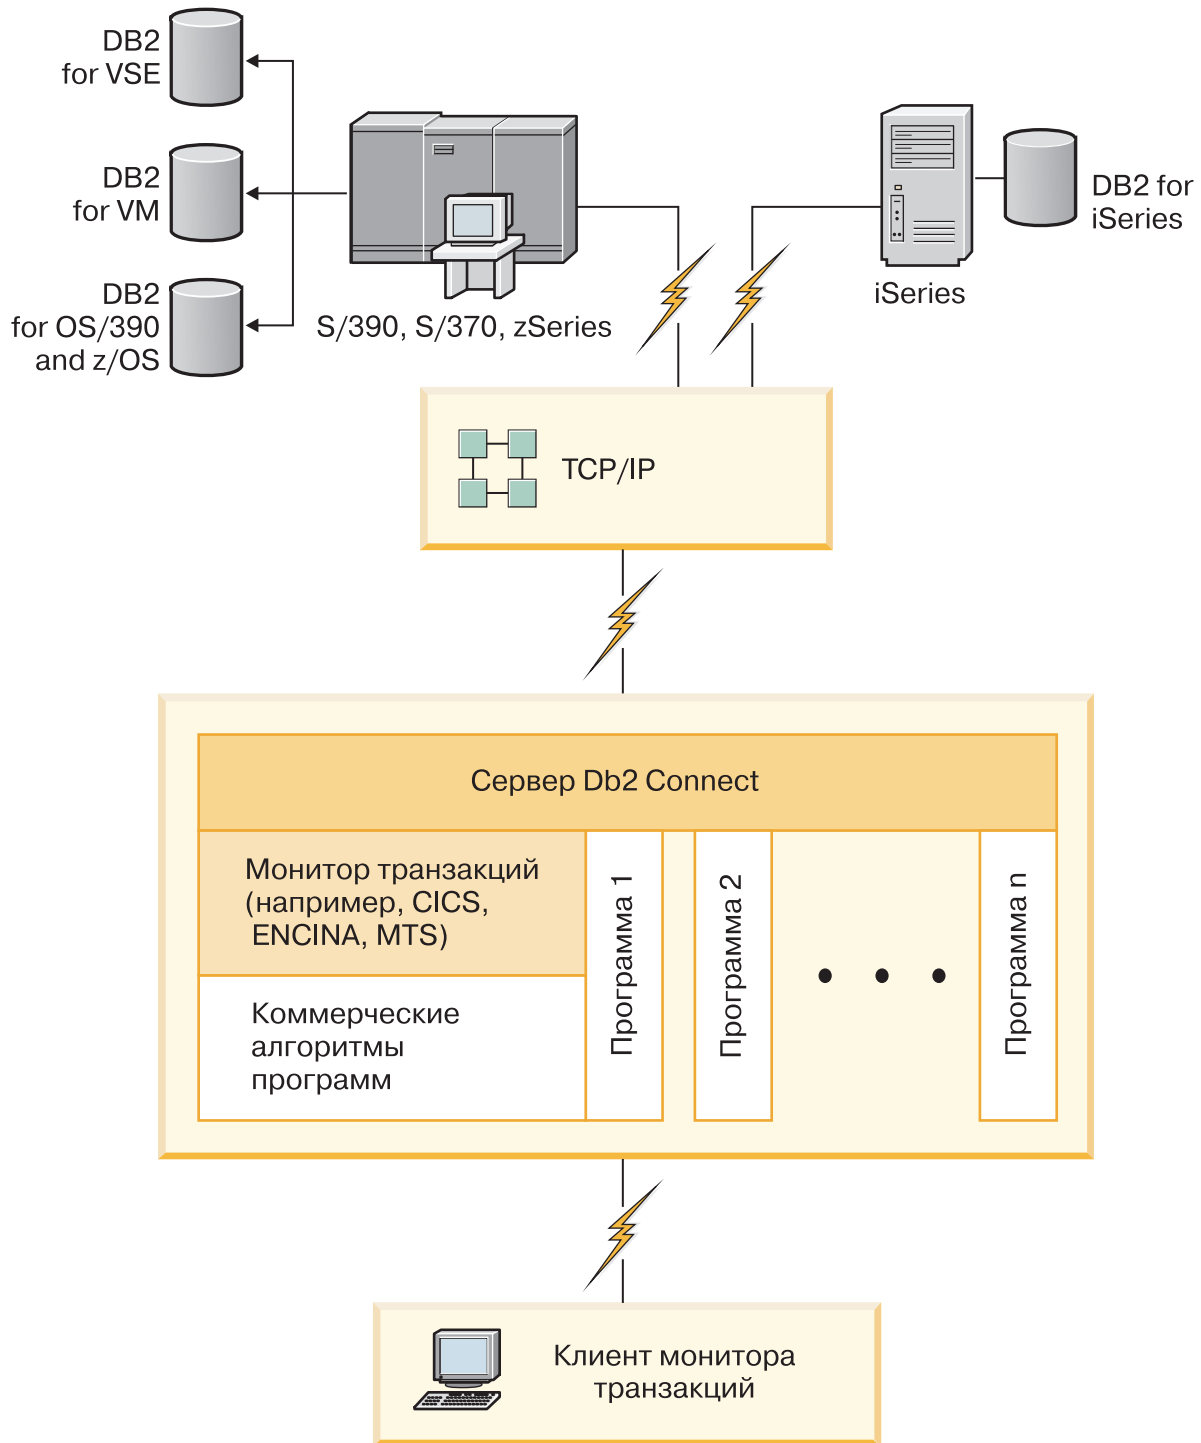 DB2
for VSE
DB2
for VM
DB2
for OS/390
and z/OS
S/390, S/370, zSeries
iSeries
DB2 for
iSeries
TCP/IP
Сервер Db2 Connect
Монитор транзакций
(например, CICS,
ENCINA, MTS)
Коммерческие
алгоритмы
программ
Программа 1
Программа 2
Программа n
Клиент монитора
транзакций